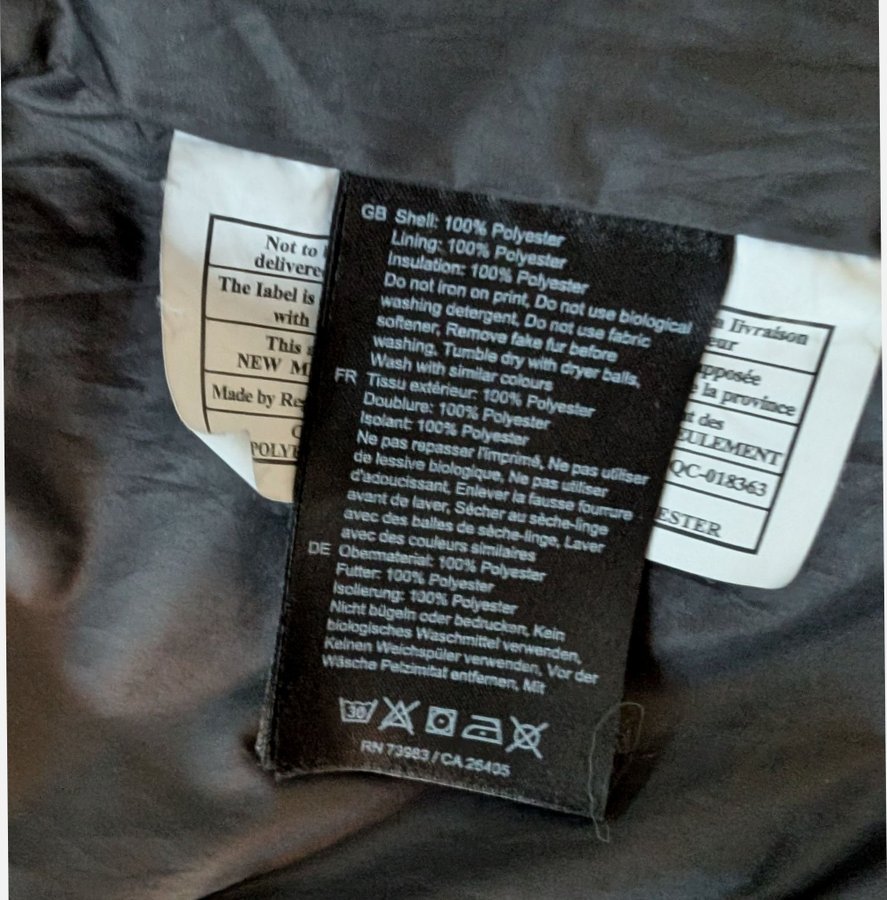 Not to
delivere
The label is
with
This
NEW M
Made by Re
POLYE
GB Shell: 100% Polyester
Lining: 100% Polyester
Insulation: 100% Polyester
Do not iron on print, Do not use biological
washing detergent, Do not use fabric
softener, Remove fake fur before
washing, Tumble dry with dryer balls,
Wash with similar colours
FR Tissu extérieur: 100% Polyester
Doublure: 100% Polyester
Isolant: 100% Polyester
Ne pas repasser l'imprimé, Ne pas utiliser
de lessive biologique, Ne pas utiliser
d'adoucissant, Enlever la fausse fourrure
avant de laver, Sécher au sèche-linge
avec des balles de sèche-linge, Laver
avec des couleurs similaires
DE Obermaterial: 100% Polyester
Futter: 100% Polyester
Isolierung: 100% Polyester
Nicht bügeln oder bedrucken, Kein
biologisches Waschmittel verwenden,
Keinen Weichspüler verwenden, Vor der
Wäsche Pelzimitat entfernen, Mit
30
RN 73983 / CA 26405
a livraison
eur
pposée
la province
t des
EULEMENT
QC-018363
ESTER